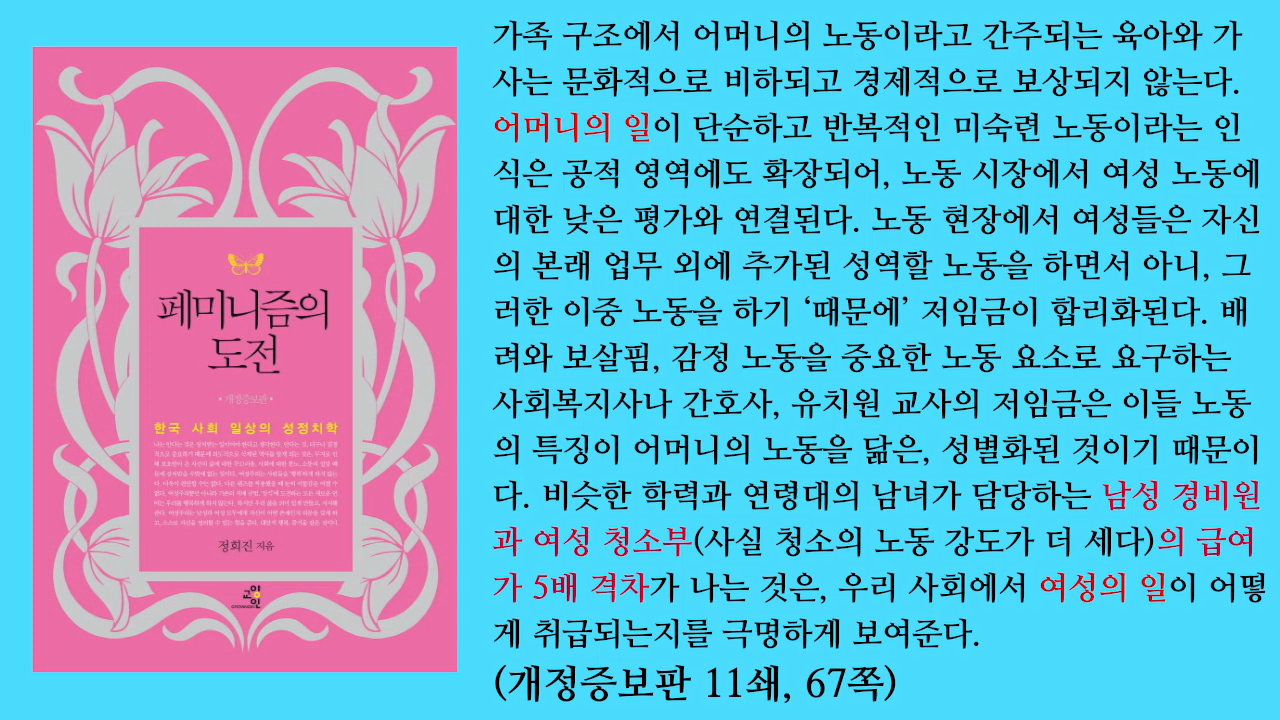 페미니즘의
도전
• 개정증보판 •
한국 사회 일상의 성정치학
정희진 지음
교양인
가족 구조에서 어머니의 노동이라고 간주되는 육아와 가
사는 문화적으로 비하되고 경제적으로 보상되지 않는다.
어머니의 일이 단순하고 반복적인 미숙련 노동이라는 인
식은 공적 영역에도 확장되어, 노동 시장에서 여성 노동에
대한 낮은 평가와 연결된다. 노동 현장에서 여성들은 자신
의 본래 업무 외에 추가된 성역할 노동을 하면서 아니, 그
러한 이중 노동을 하기 ‘때문에’ 저임금이 합리화된다. 배
려와 보살핌, 감정 노동을 중요한 노동 요소로 요구하는
사회복지사나 간호사, 유치원 교사의 저임금은 이들 노동
의 특징이 어머니의 노동을 닮은, 성별화된 것이기 때문이
다. 비슷한 학력과 연령대의 남녀가 담당하는 남성 경비원
과 여성 청소부(사실 청소의 노동 강도가 더 세다)의 급여
가 5배 격차가 나는 것은, 우리 사회에서 여성의 일이 어떻
게 취급되는지를 극명하게 보여준다.
(개정증보판 11쇄, 67쪽)